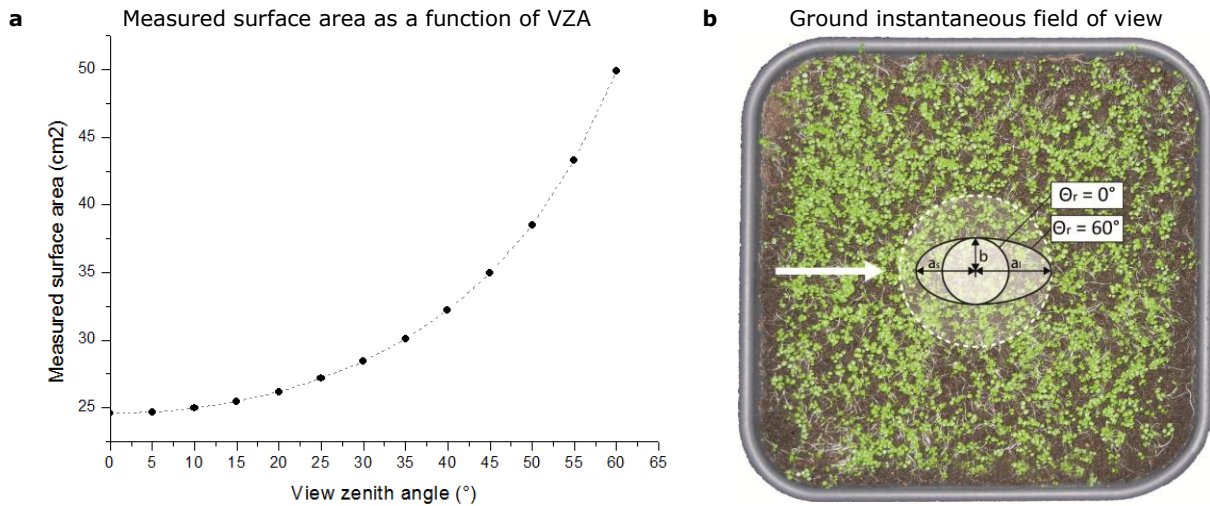 a Measured surface area as a function of VZA
Measured surface area (cm2)
50
45
40
35
30
25
0 5 10 15 20 25 30 35 40 45 50 55 60 65
View zenith angle (°)
b Ground instantaneous field of view
Θr = 0°
Θr = 60°
as b al